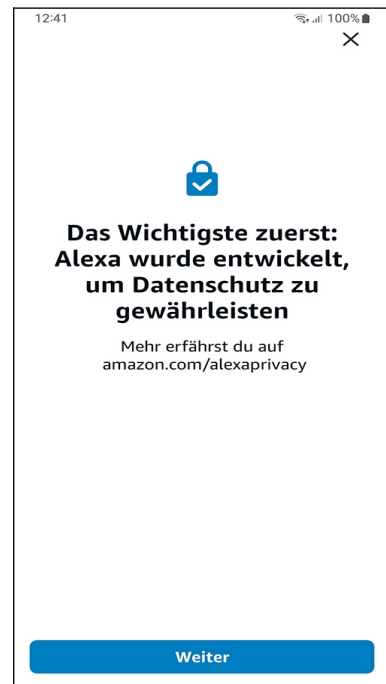 12:41 100%
Das Wichtigste zuerst:
Alexa wurde entwickelt,
um Datenschutz zu
gewährleisten
Mehr erfährst du auf
amazon.com/alexaprivacy
Weiter